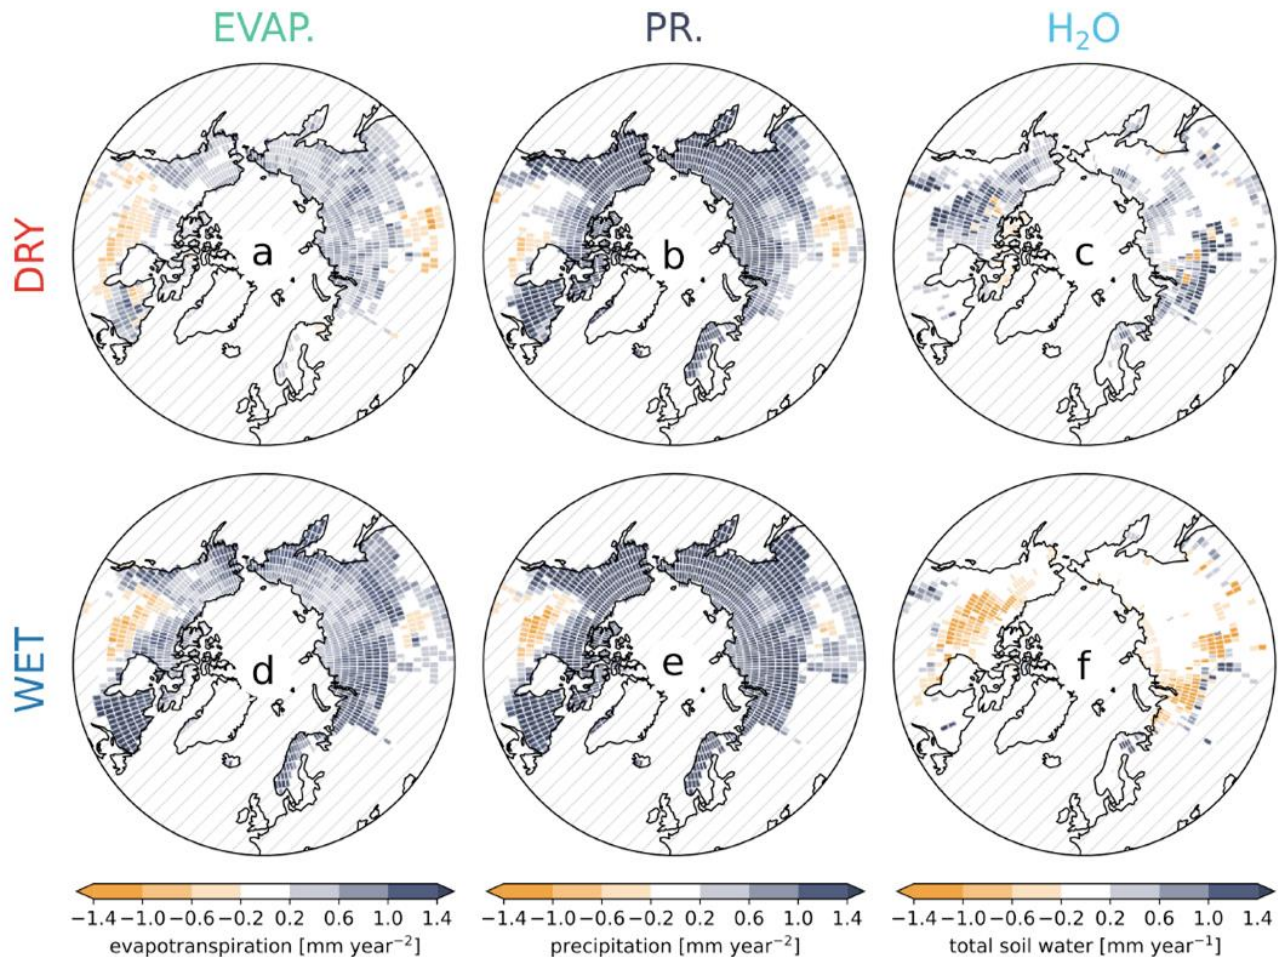 EVAP. PR. H₂O
DRY
a b c
WET
d e f
−1.4 −1.0 −0.6 −0.2 0.2 0.6 1.0 1.4 −1.4 −1.0 −0.6 −0.2 0.2 0.6 1.0 1.4 −1.4 −1.0 −0.6 −0.2 0.2 0.6 1.0 1.4
evapotranspiration [mm year⁻²] precipitation [mm year⁻²] total soil water [mm year⁻¹]